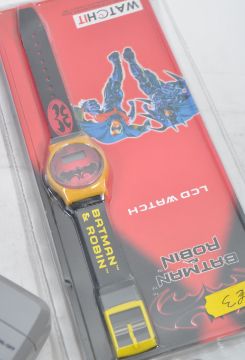 WATCHIT
LCD WATCH
BATMAN
& ROBIN
BATMAN
& ROBIN
£3